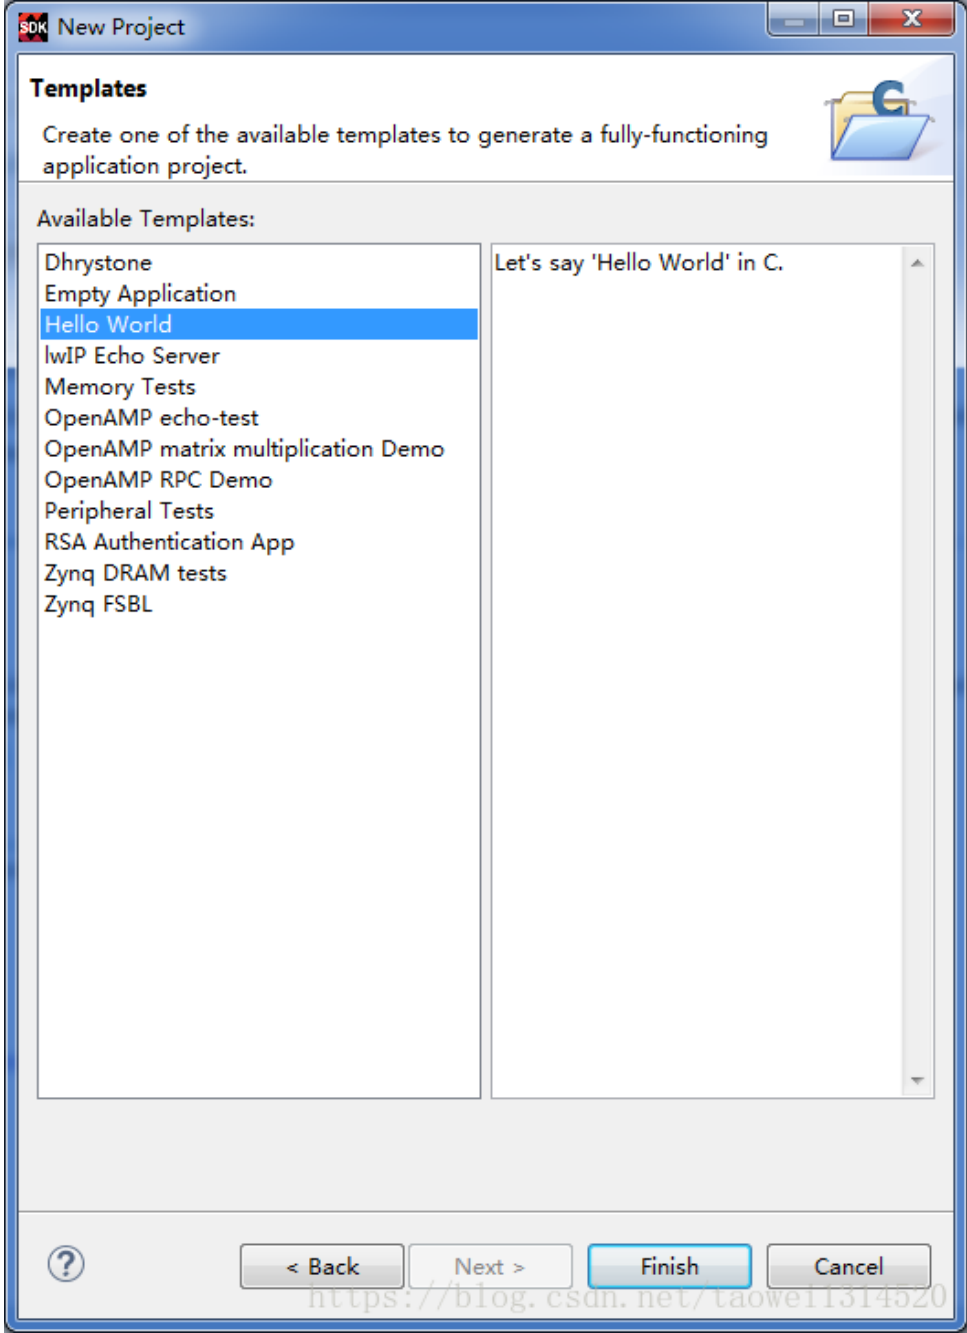 SDK New Project
Templates
Create one of the available templates to generate a fully-functioning
application project.
Available Templates:
Dhrystone
Empty Application
Hello World
lwIP Echo Server
Memory Tests
OpenAMP echo-test
OpenAMP matrix multiplication Demo
OpenAMP RPC Demo
Peripheral Tests
RSA Authentication App
Zynq DRAM tests
Zynq FSBL
Let's say 'Hello World' in C.
< Back
Next >
Finish
Cancel
https://blog.csdn.net/taowei1314520